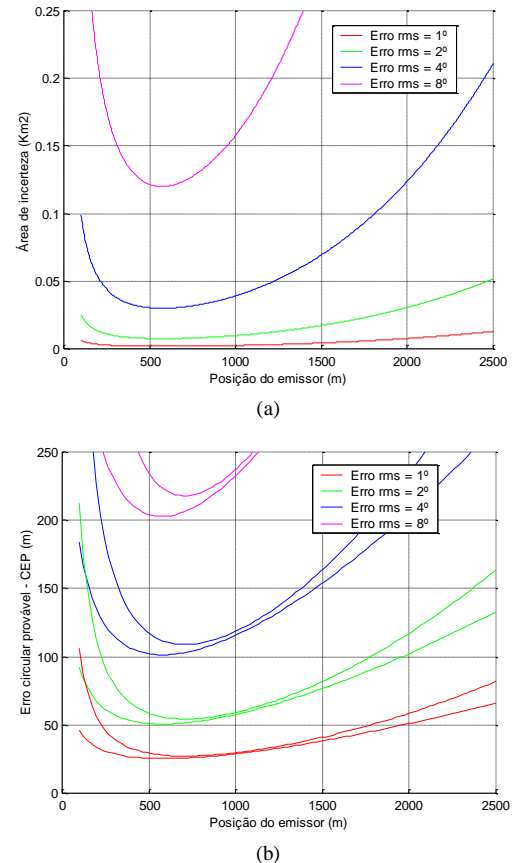 0.25
0.2
0.15
0.1
0.05
0
Área de incerteza (Km2)
Erro rms = 1º
Erro rms = 2º
Erro rms = 4º
Erro rms = 8º
0 500 1000 1500 2000 2500
Posição do emissor (m)
(a)
250
200
150
100
50
0
Erro circular provável - CEP (m)
Erro rms = 1º
Erro rms = 2º
Erro rms = 4º
Erro rms = 8º
0 500 1000 1500 2000 2500
Posição do emissor (m)
(b)